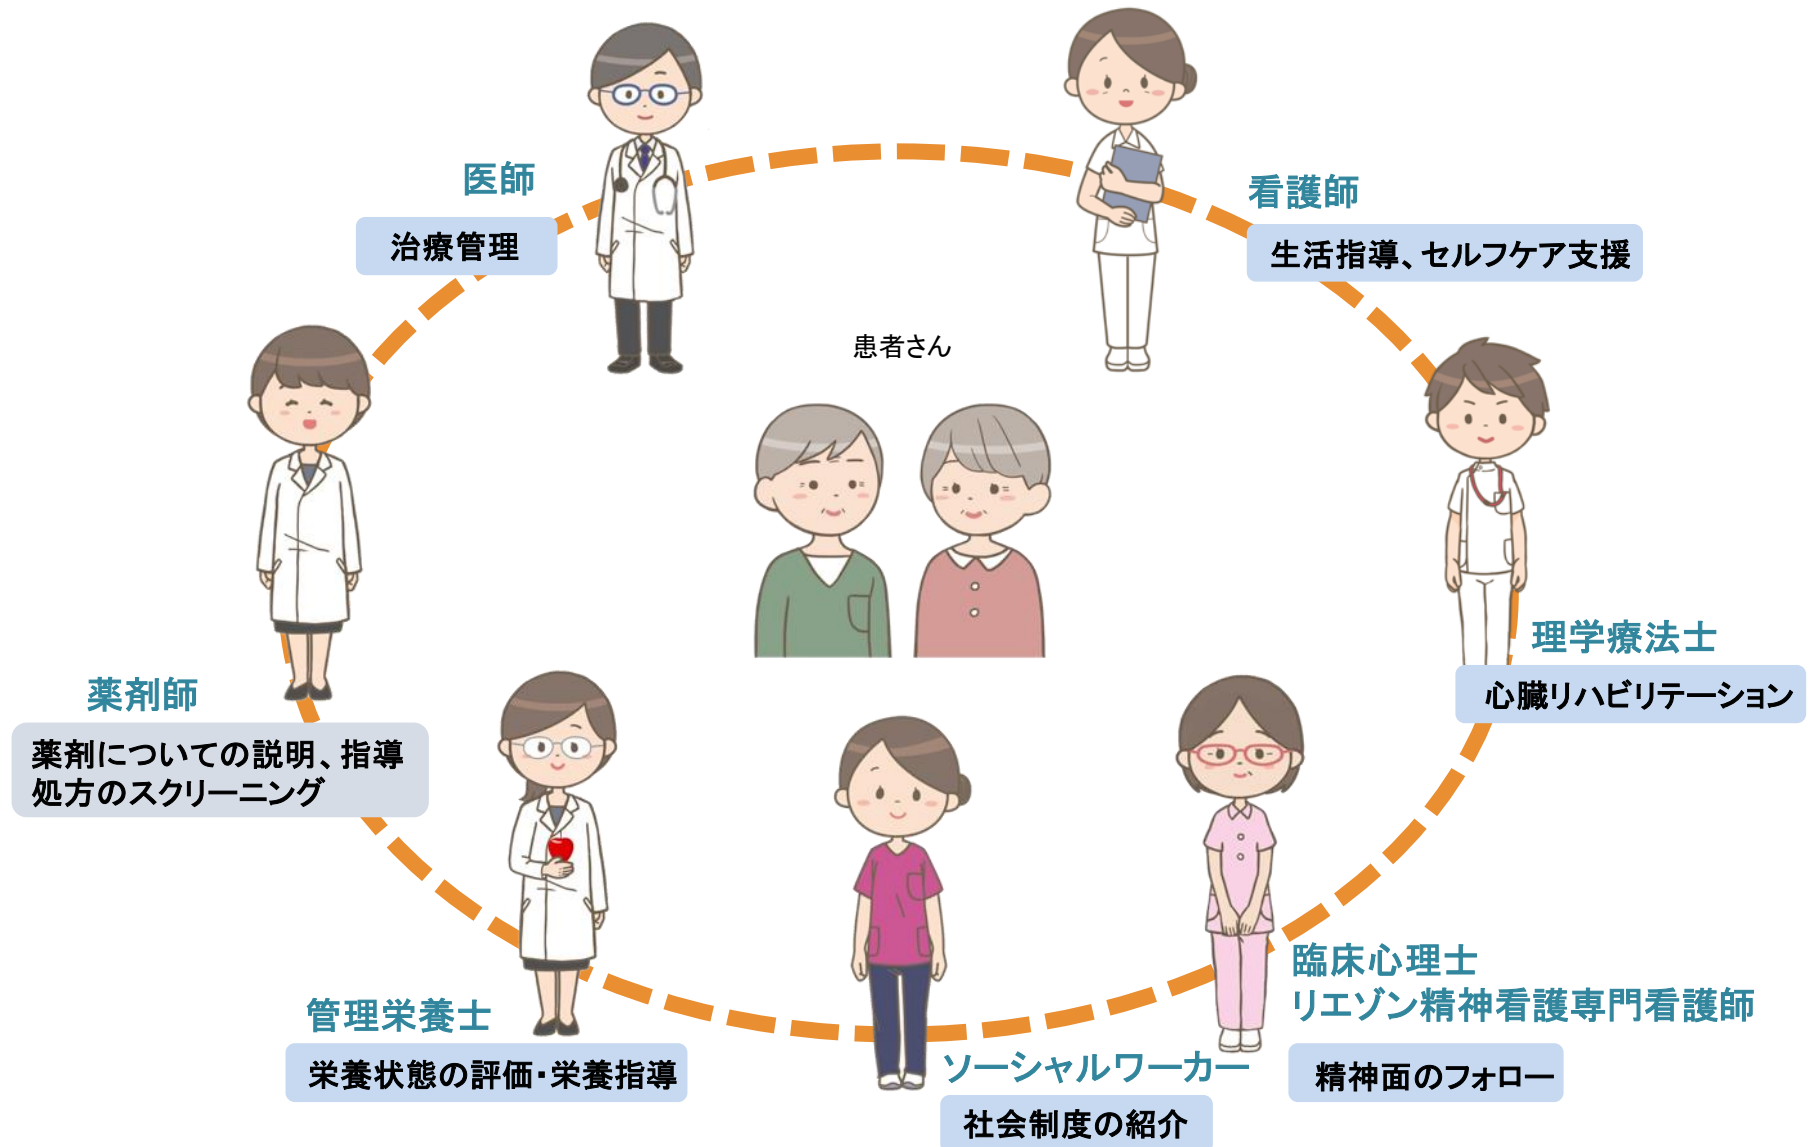 医師
治療管理
看護師
生活指導、セルフケア支援
患者さん
理学療法士
心臓リハビリテーション
薬剤師
薬剤についての説明、指導
処方のスクリーニング
臨床心理士
リエゾン精神看護専門看護師
精神面のフォロー
管理栄養士
栄養状態の評価・栄養指導
ソーシャルワーカー
社会制度の紹介